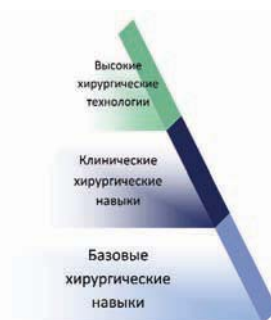 Высокие
хирургические
технологии
Клинические
хирургические
навыки
Базовые
хирургические
навыки